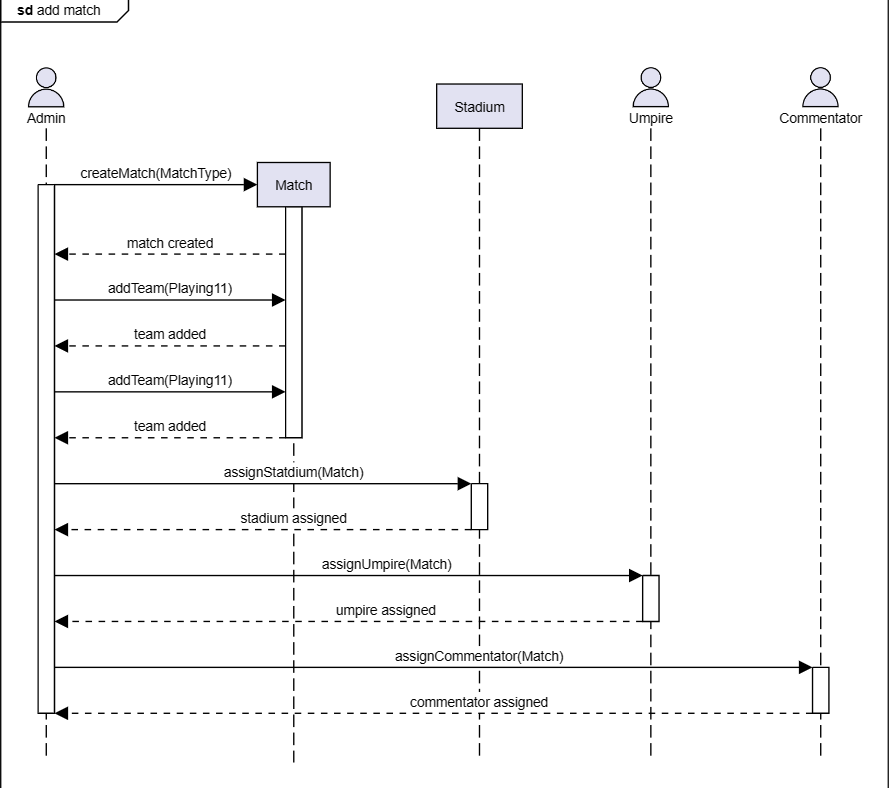 sd add match
Admin
Stadium
Umpire
Commentator
createMatch(MatchType)
Match
match created
addTeam(Playing11)
team added
addTeam(Playing11)
team added
assignStatdium(Match)
stadium assigned
assignUmpire(Match)
umpire assigned
assignCommentator(Match)
commentator assigned